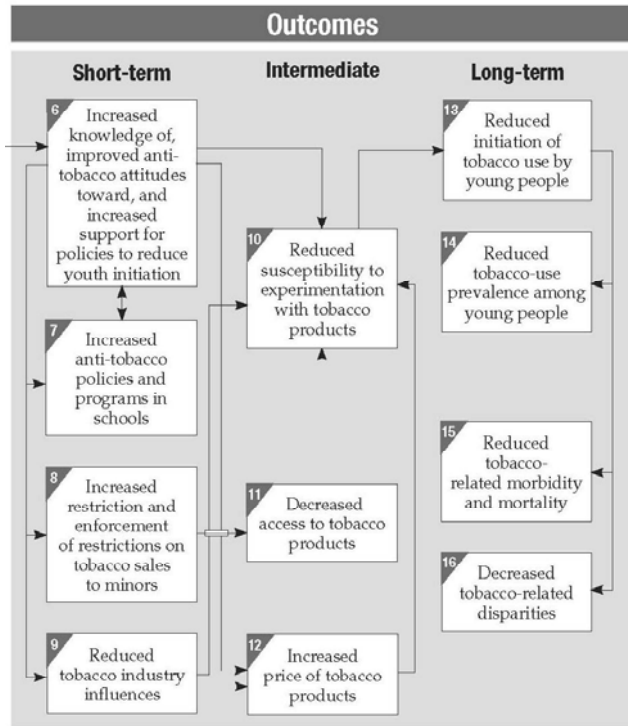 Outcomes
Short-term
Intermediate
Long-term
6
Increased
knowledge of,
improved anti-
tobacco attitudes
toward, and
increased
support for
policies to reduce
youth initiation
7
Increased
anti-tobacco
policies and
programs in
schools
8
Increased
restriction and
enforcement
of restrictions on
tobacco sales
to minors
9
Reduced
tobacco industry
influences
10
Reduced
susceptibility to
experimentation
with tobacco
products
11
Decreased
access to tobacco
products
12
Increased
price of tobacco
products
13
Reduced
initiation of
tobacco use by
young people
14
Reduced
tobacco-use
prevalence among
young people
15
Reduced
tobacco-
related morbidity
and mortality
16
Decreased
tobacco-related
disparities